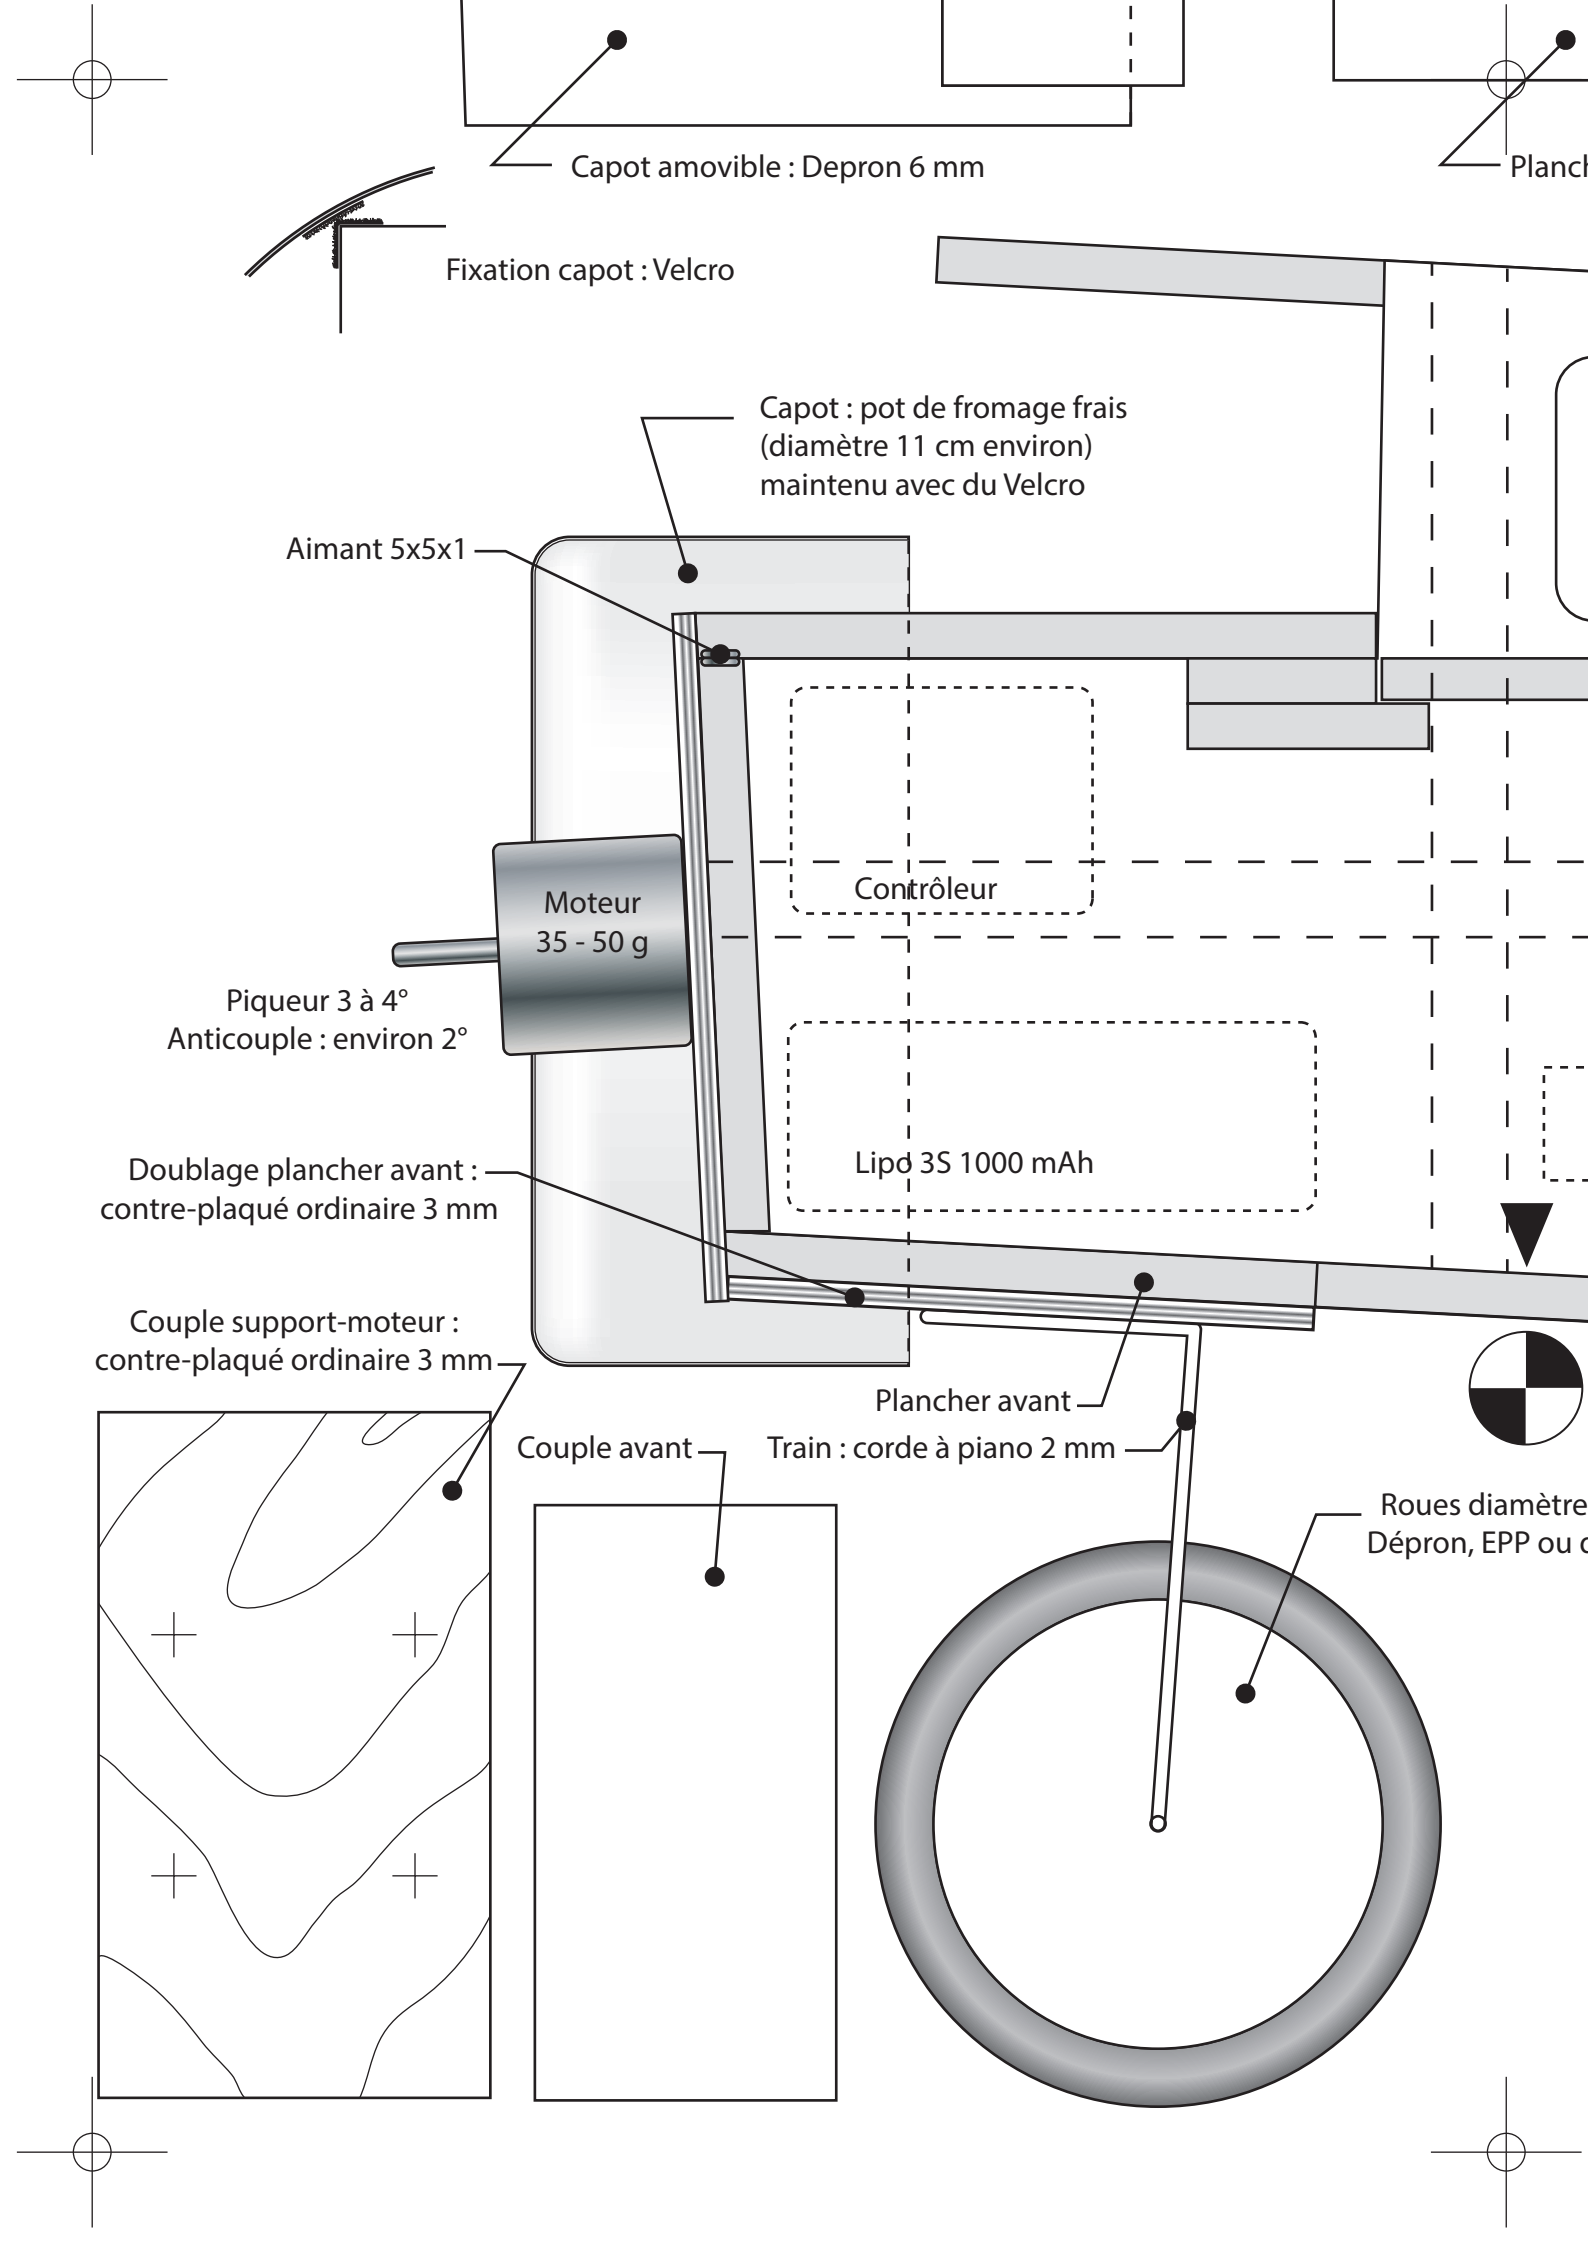 Capot amovible : Depron 6 mm
Fixation capot : Velcro
Capot : pot de fromage frais
(diamètre 11 cm environ)
maintenu avec du Velcro
Aimant 5x5x1
Contrôleur
Moteur
35 - 50 g
Piqueur 3 à 4°
Anticouple : environ 2°
Lipo 3S 1000 mAh
Doublage plancher avant :
contre-plaqué ordinaire 3 mm
Couple support-moteur :
contre-plaqué ordinaire 3 mm
Plancher avant
Couple avant
Train : corde à piano 2 mm
Roues diamètre
Dépron, EPP ou